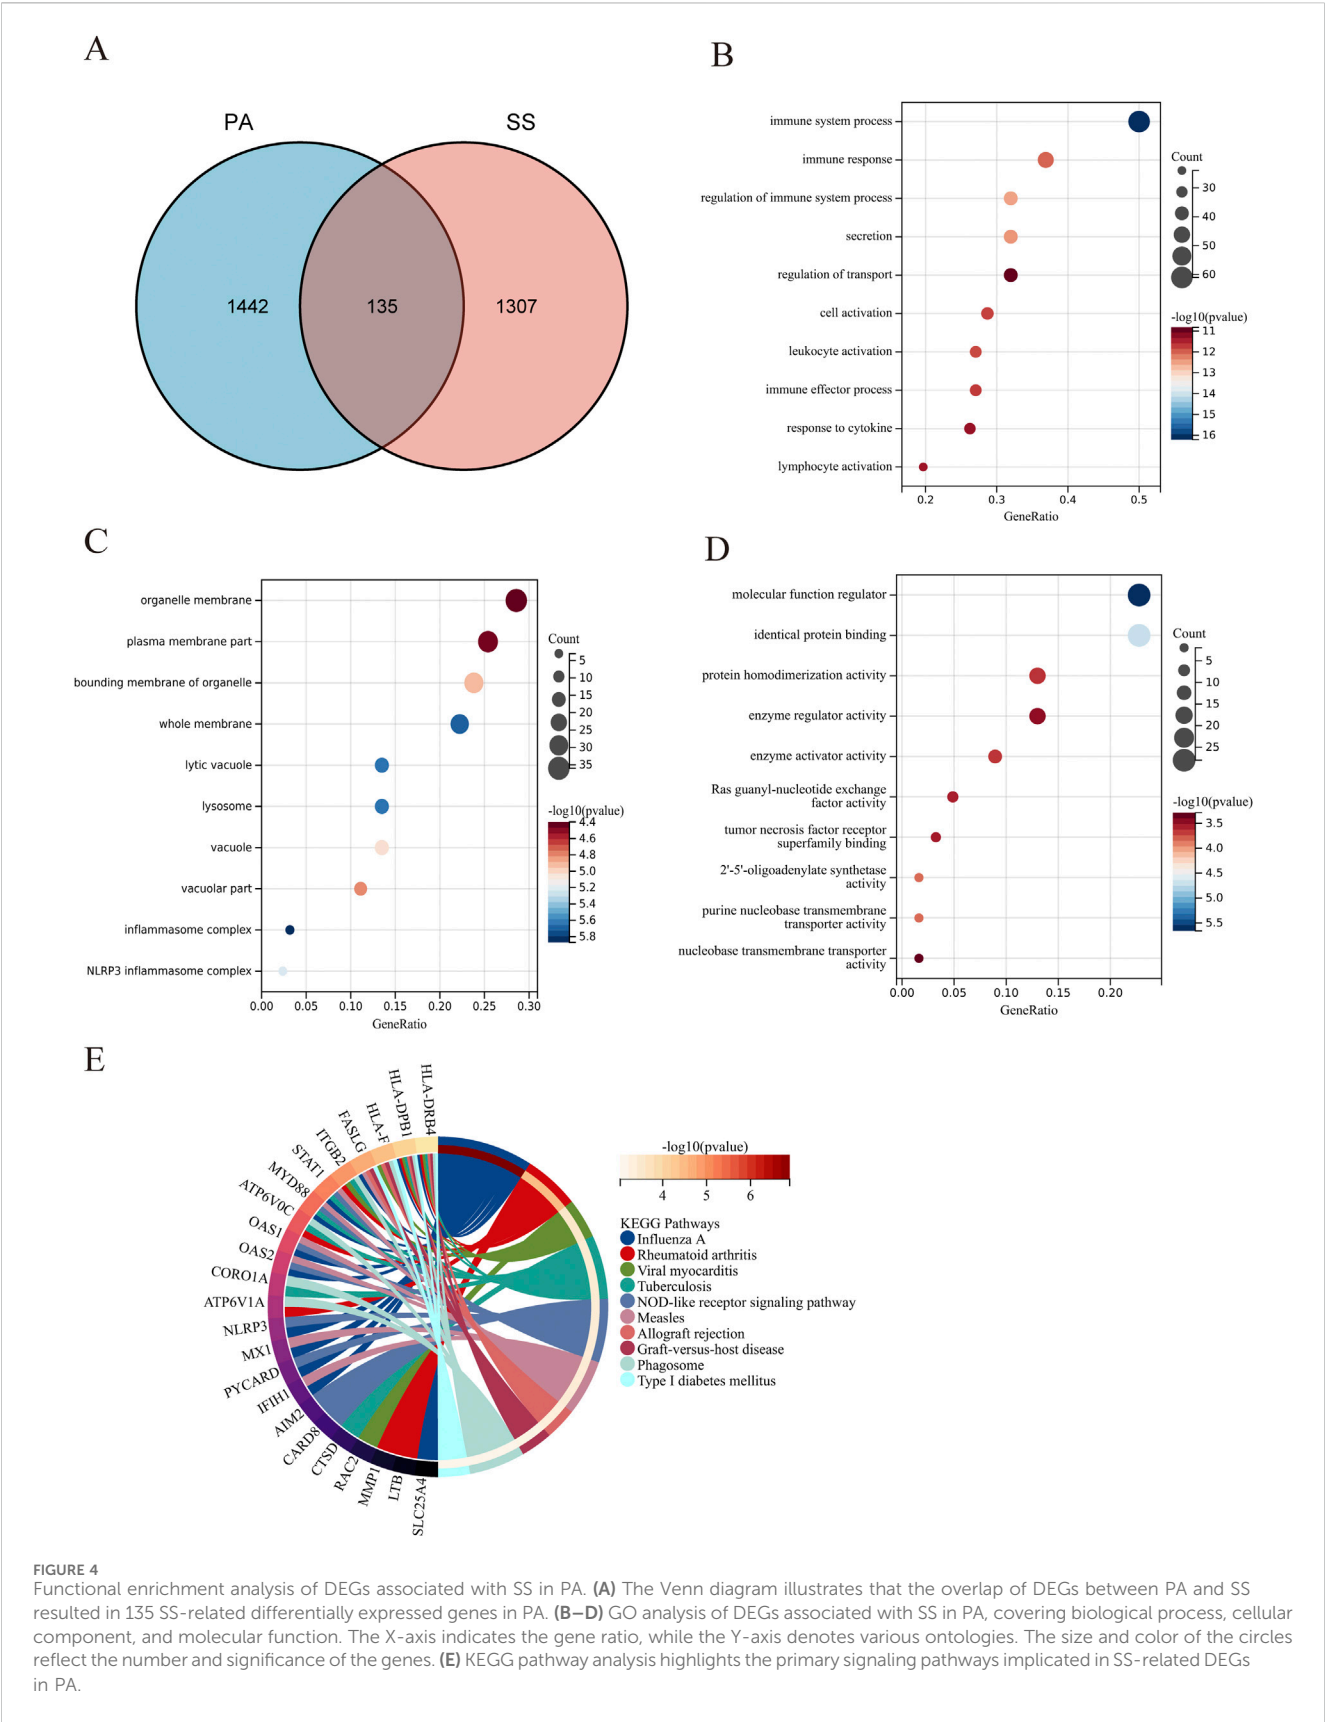 A
PA
SS
1442
135
1307
B
immune system process
immune response
regulation of immune system process
secretion
regulation of transport
cell activation
leukocyte activation
immune effector process
response to cytokine
lymphocyte activation
0.2 0.3 0.4 0.5
GeneRatio
Count
30
40
50
60
-log10(pvalue)
11
12
13
14
15
16
C
organelle membrane
plasma membrane part
bounding membrane of organelle
whole membrane
lytic vacuole
lysosome
vacuole
vacuolar part
inflammasome complex
NLRP3 inflammasome complex
0.00 0.05 0.10 0.15 0.20 0.25 0.30
GeneRatio
Count
5
10
15
20
25
30
35
-log10(pvalue)
4.4
4.6
4.8
5.0
5.2
5.4
5.6
5.8
D
molecular function regulator
identical protein binding
protein homodimerization activity
enzyme regulator activity
enzyme activator activity
Ras guanyl-nucleotide exchange
factor activity
tumor necrosis factor receptor
superfamily binding
2'-5'-oligoadenylate synthetase
activity
purine nucleobase transmembrane
transporter activity
nucleobase transmembrane transporter
activity
0.00 0.05 0.10 0.15 0.20
GeneRatio
Count
5
10
15
20
25
-log10(pvalue)
3.5
4.0
4.5
5.0
5.5
E
HLA-DRB4
HLA-DPB1
HLA-F
FASLG
ITGB2
STAT1
MYD88
ATP6V0C
OAS1
OAS2
CORO1A
ATP6V1A
NLRP3
MX1
PYCARD
IFIH1
AIM2
CARD8
CTSD
RAC2
MMP1
LTB
SLC25A4
-log10(pvalue)
4 5 6
KEGG Pathways
Influenza A
Rheumatoid arthritis
Viral myocarditis
Tuberculosis
NOD-like receptor signaling pathway
Measles
Allograft rejection
Graft-versus-host disease
Phagosome
Type I diabetes mellitus
FIGURE 4
Functional enrichment analysis of DEGs associated with SS in PA. (A) The Venn diagram illustrates that the overlap of DEGs between PA and SS
resulted in 135 SS-related differentially expressed genes in PA. (B–D) GO analysis of DEGs associated with SS in PA, covering biological process, cellular
component, and molecular function. The X-axis indicates the gene ratio, while the Y-axis denotes various ontologies. The size and color of the circles
reflect the number and significance of the genes. (E) KEGG pathway analysis highlights the primary signaling pathways implicated in SS-related DEGs
in PA.